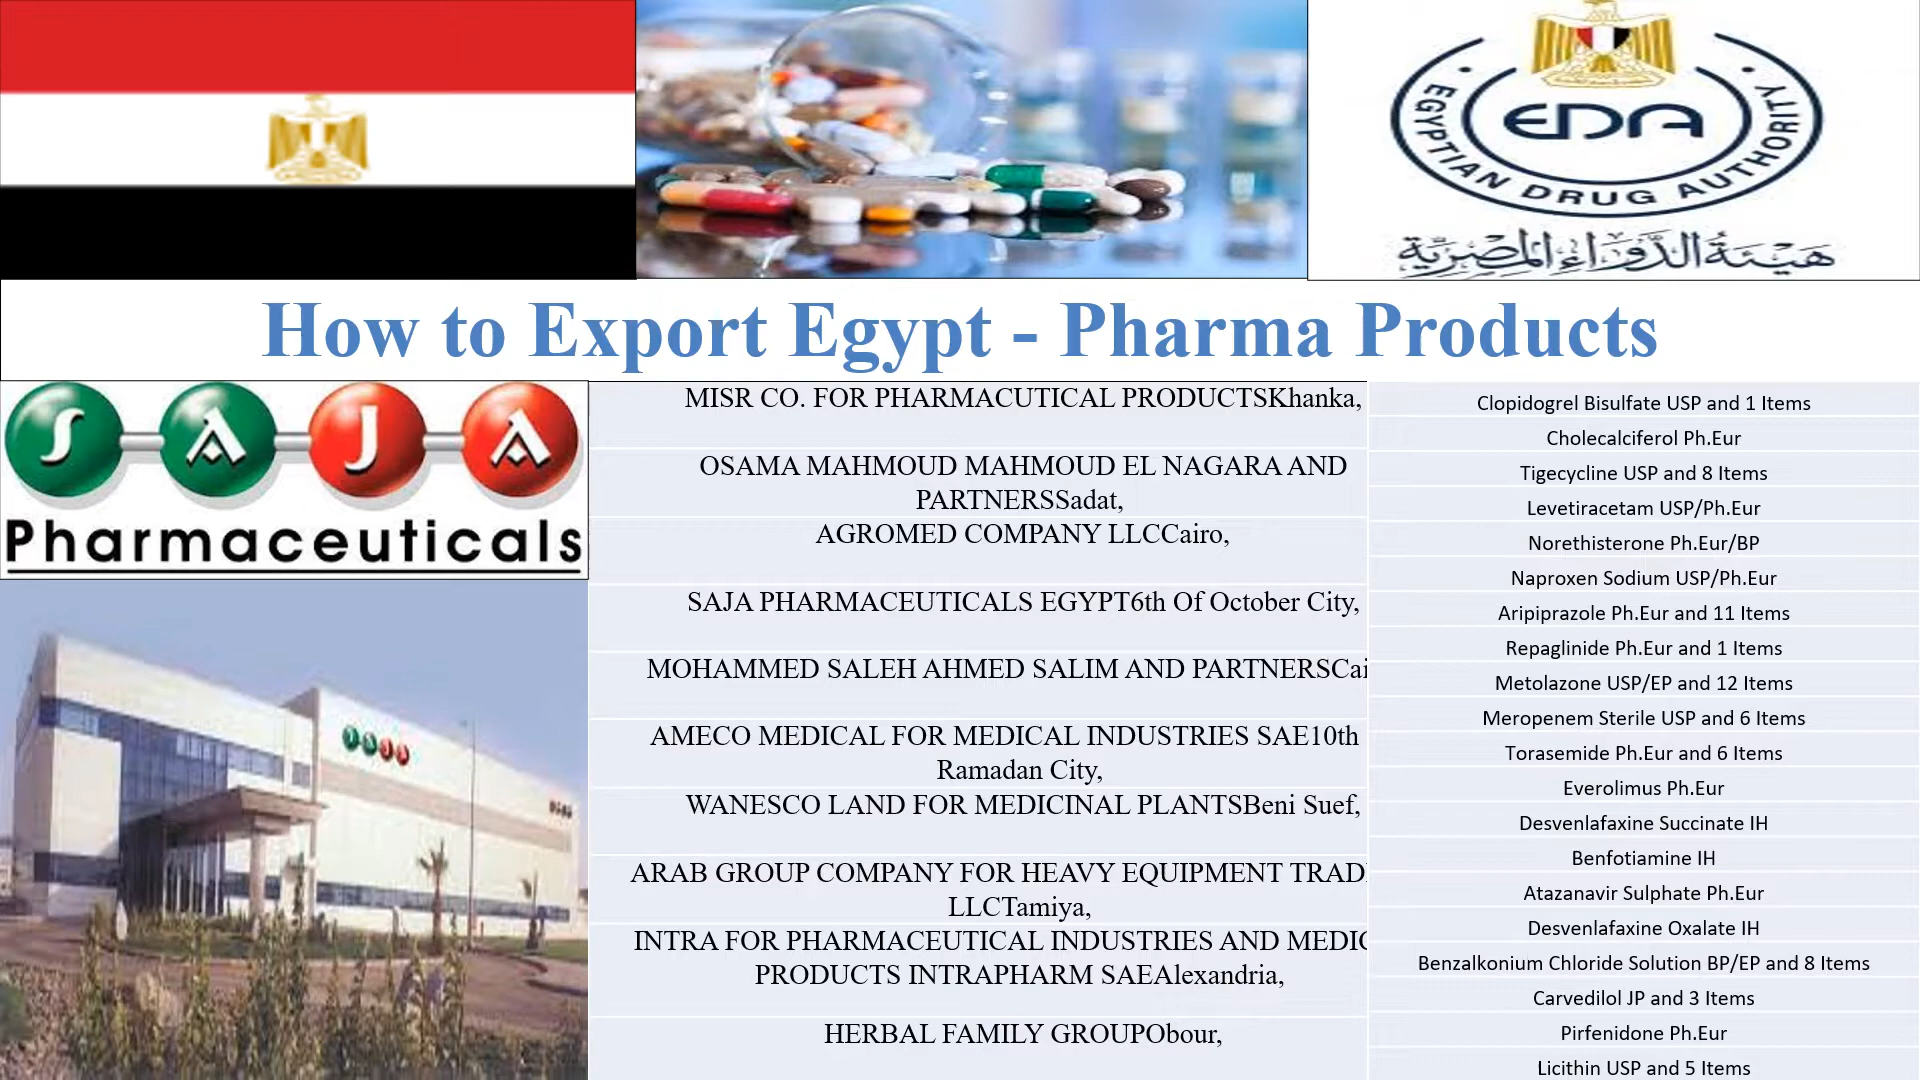 EDA
EGYPTIAN DRUG AUTHORITY
هيئة الدواء المصرية
How to Export Egypt - Pharma Products
SAJA
Pharmaceuticals
SAJA
MISR CO. FOR PHARMACUTICAL PRODUCTSKhanka,
OSAMA MAHMOUD MAHMOUD EL NAGARA AND
PARTNERSSadat,
AGROMED COMPANY LLCCairo,
SAJA PHARMACEUTICALS EGYPT6th Of October City,
MOHAMMED SALEH AHMED SALIM AND PARTNERSCai
AMECO MEDICAL FOR MEDICAL INDUSTRIES SAE10th
Ramadan City,
WANESCO LAND FOR MEDICINAL PLANTSBeni Suef,
ARAB GROUP COMPANY FOR HEAVY EQUIPMENT TRAD
LLCTamiya,
INTRA FOR PHARMACEUTICAL INDUSTRIES AND MEDIC
PRODUCTS INTRAPHARM SAEAlexandria,
HERBAL FAMILY GROUPObour,
Clopidogrel Bisulfate USP and 1 Items
Cholecalciferol Ph.Eur
Tigecycline USP and 8 Items
Levetiracetam USP/Ph.Eur
Norethisterone Ph.Eur/BP
Naproxen Sodium USP/Ph.Eur
Aripiprazole Ph.Eur and 11 Items
Repaglinide Ph.Eur and 1 Items
Metolazone USP/EP and 12 Items
Meropenem Sterile USP and 6 Items
Torasemide Ph.Eur and 6 Items
Everolimus Ph.Eur
Desvenlafaxine Succinate IH
Benfotiamine IH
Atazanavir Sulphate Ph.Eur
Desvenlafaxine Oxalate IH
Benzalkonium Chloride Solution BP/EP and 8 Items
Carvedilol JP and 3 Items
Pirfenidone Ph.Eur
Licithin USP and 5 Items